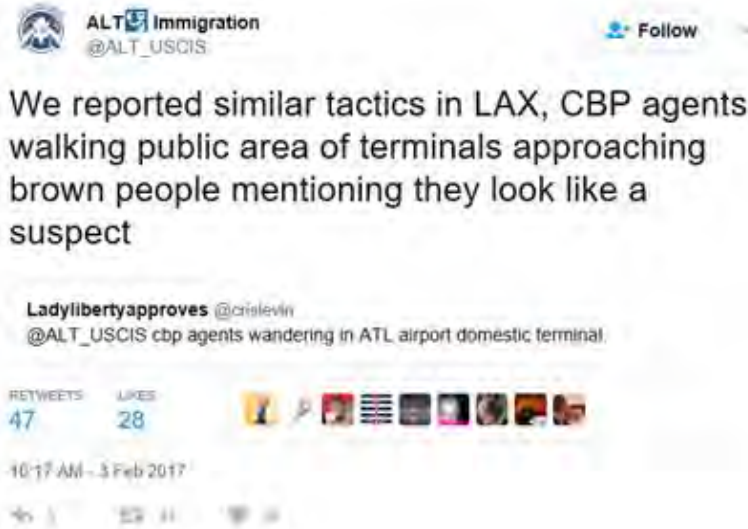 ALT Immigration
@ALT_USCIS
Follow
We reported similar tactics in LAX, CBP agents
walking public area of terminals approaching
brown people mentioning they look like a
suspect
Ladylibertyapproves @crislevin
@ALT_USCIS cbp agents wandering in ATL airport domestic terminal.
RETWEETS LIKES
47 28
10:17 AM - 3 Feb 2017